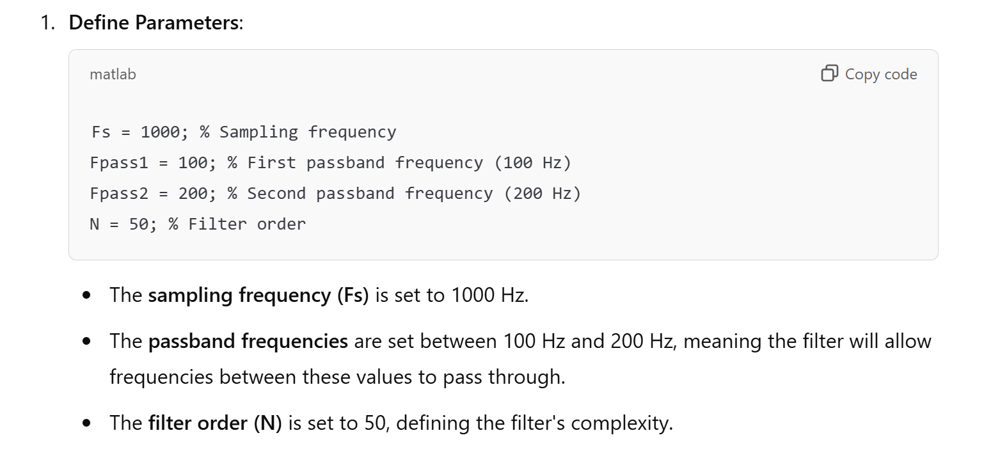 1. Define Parameters:
matlab
Copy code
Fs = 1000; % Sampling frequency
Fpass1 = 100; % First passband frequency (100 Hz)
Fpass2 = 200; % Second passband frequency (200 Hz)
N = 50; % Filter order
• The sampling frequency (Fs) is set to 1000 Hz.
• The passband frequencies are set between 100 Hz and 200 Hz, meaning the filter will allow
frequencies between these values to pass through.
• The filter order (N) is set to 50, defining the filter's complexity.